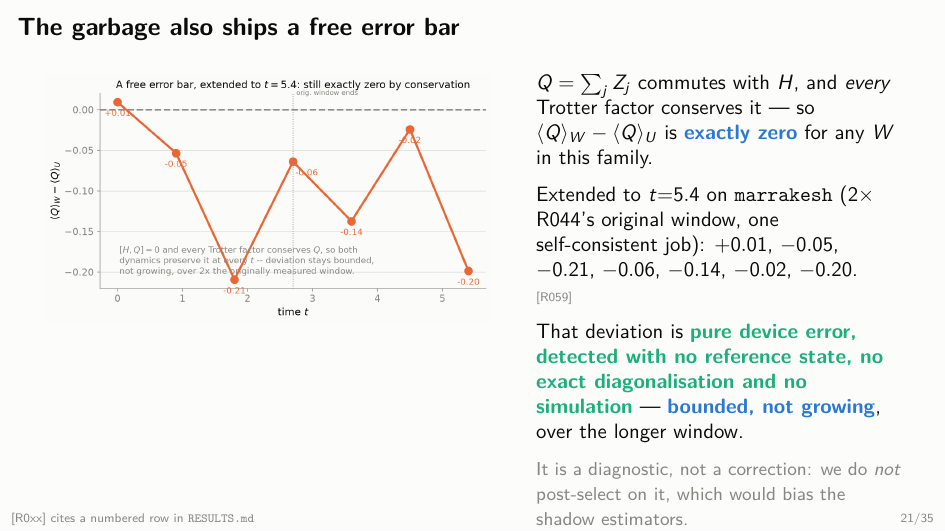 The garbage also ships a free error bar
A free error bar, extended to t = 5.4: still exactly zero by conservation
orig. window ends
0.00
−0.05
−0.10
−0.15
−0.20
⟨Q⟩W − ⟨Q⟩U
+0.01
-0.05
-0.21
-0.06
-0.14
-0.02
-0.20
[H, Q] = 0 and every Trotter factor conserves Q, so both
dynamics preserve it at every t -- deviation stays bounded,
not growing, over 2x the originally measured window.
0 1 2 3 4 5
time t
Q = ∑j Zj commutes with H, and every
Trotter factor conserves it — so
⟨Q⟩W − ⟨Q⟩U is exactly zero for any W
in this family.
Extended to t=5.4 on marrakesh (2×
R044's original window, one
self-consistent job): +0.01, −0.05,
−0.21, −0.06, −0.14, −0.02, −0.20.
[R059]
That deviation is pure device error,
detected with no reference state, no
exact diagonalisation and no
simulation — bounded, not growing,
over the longer window.
It is a diagnostic, not a correction: we do not
post-select on it, which would bias the
shadow estimators.
[R0xx] cites a numbered row in RESULTS.md
21/35